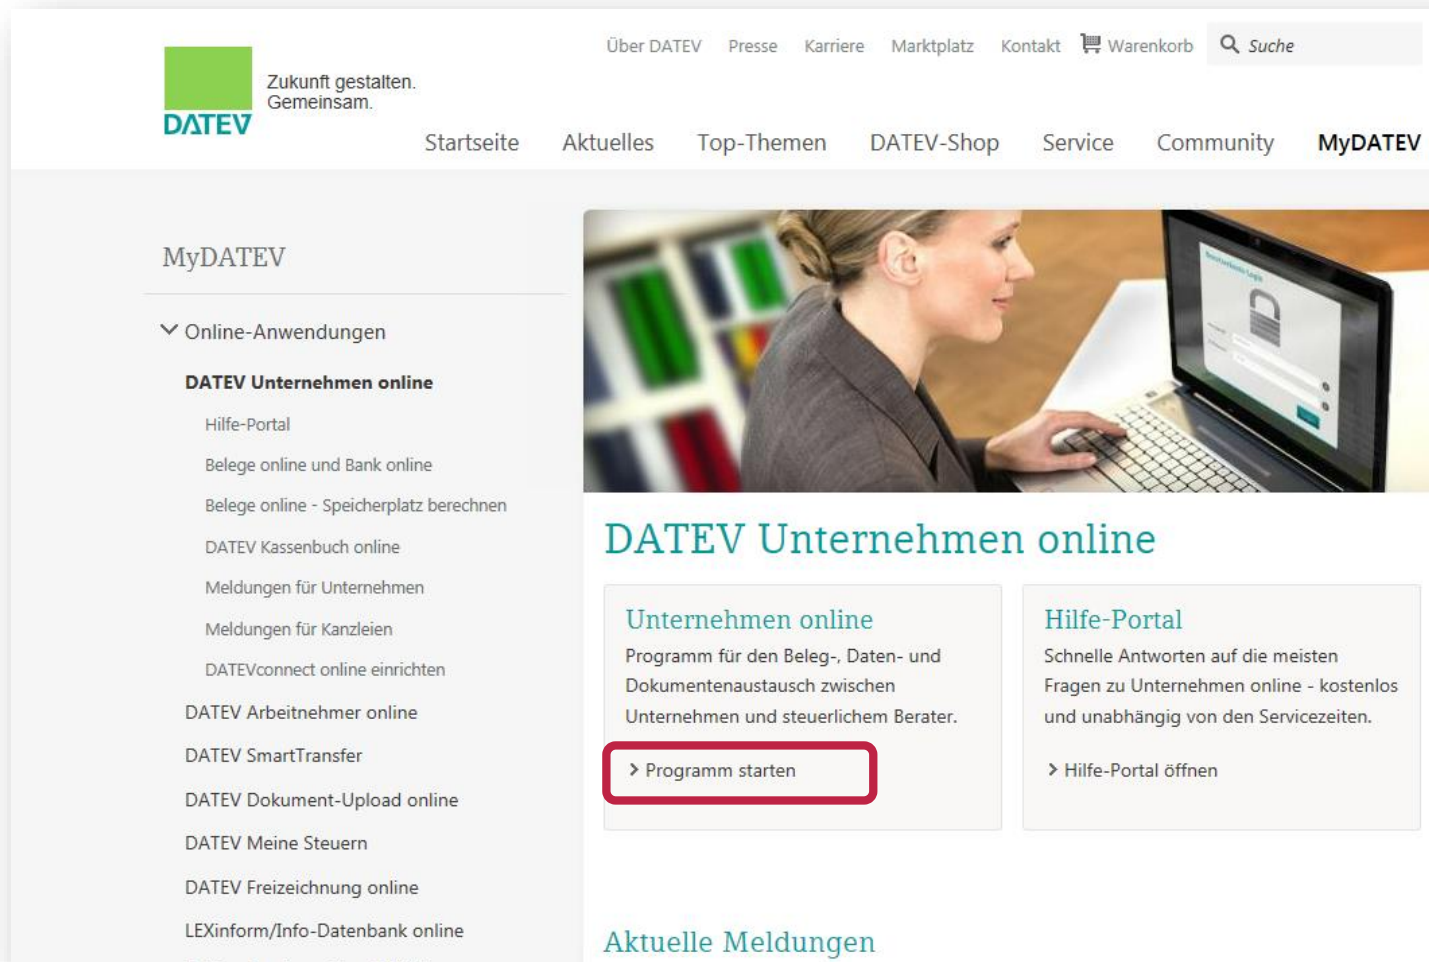 Über DATEV Presse Karriere Marktplatz Kontakt Warenkorb Suche
Zukunft gestalten.
Gemeinsam.
DATEV
Startseite Aktuelles Top-Themen DATEV-Shop Service Community MyDATEV
MyDATEV
Online-Anwendungen
DATEV Unternehmen online
Hilfe-Portal
Belege online und Bank online
Belege online - Speicherplatz berechnen
DATEV Kassenbuch online
Meldungen für Unternehmen
Meldungen für Kanzleien
DATEVconnect online einrichten
DATEV Arbeitnehmer online
DATEV SmartTransfer
DATEV Dokument-Upload online
DATEV Meine Steuern
DATEV Freizeichnung online
LEXinform/Info-Datenbank online
DATEV Unternehmen online
Unternehmen online
Programm für den Beleg-, Daten- und
Dokumentenaustausch zwischen
Unternehmen und steuerlichem Berater.
> Programm starten
Hilfe-Portal
Schnelle Antworten auf die meisten
Fragen zu Unternehmen online - kostenlos
und unabhängig von den Servicezeiten.
> Hilfe-Portal öffnen
Aktuelle Meldungen